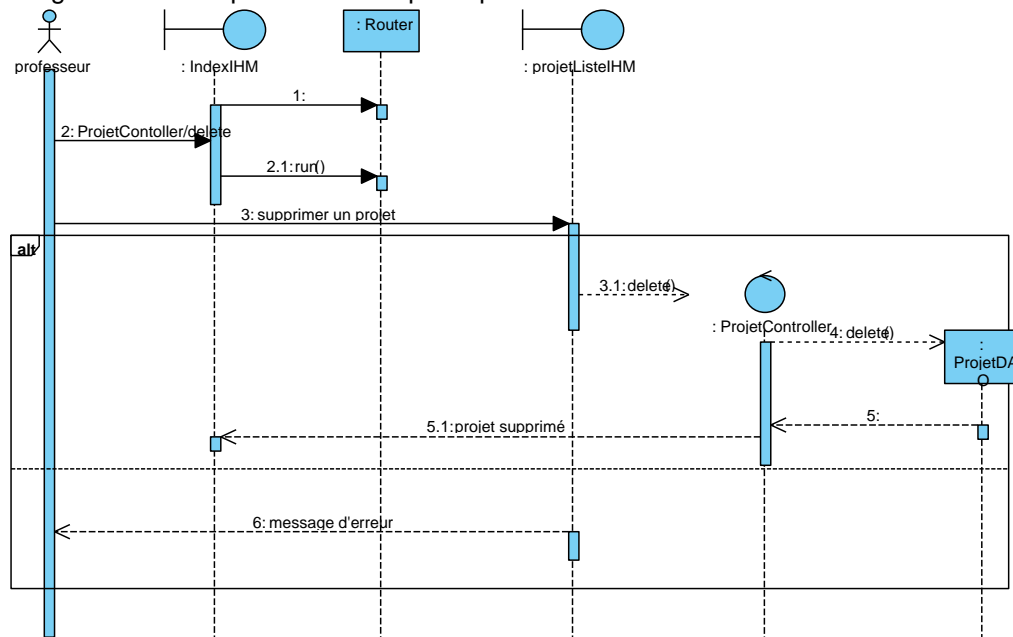 : Router
professeur
: IndexIHM
: projetListeIHM
1:
2: ProjetContoller/delete
2.1: run()
3: supprimer un projet
alt
3.1: delete()
: ProjetController
4: delete()
:
ProjetDA
O
5:
5.1: projet supprimé
6: message d'erreur